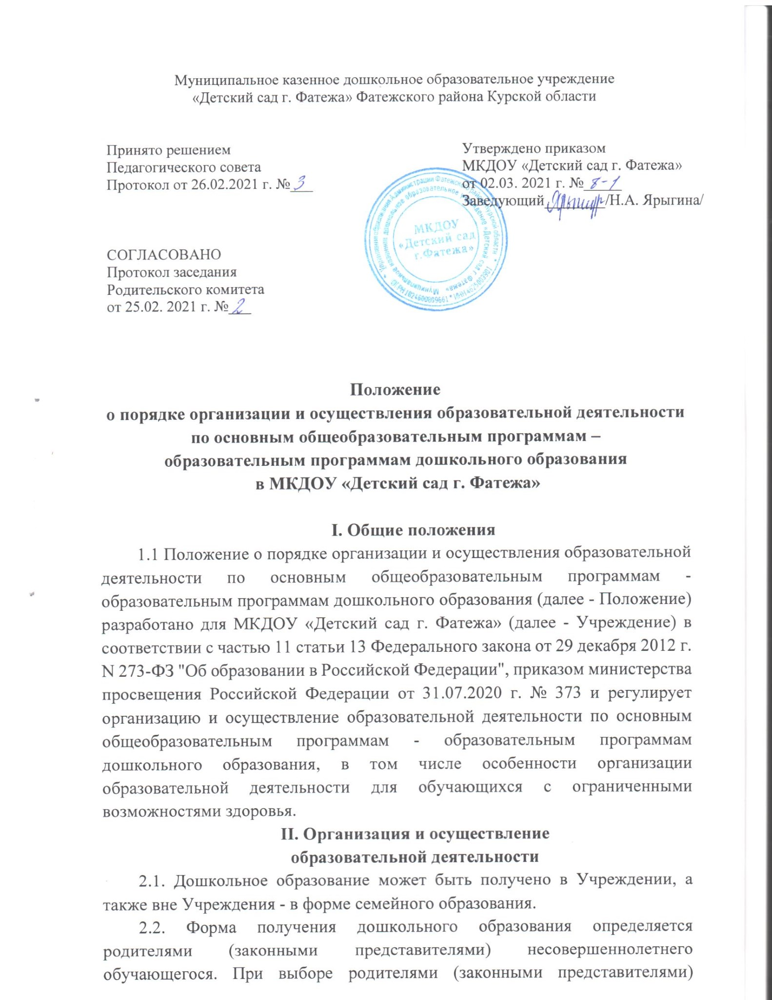 Муниципальное казенное дошкольное образовательное учреждение
«Детский сад г. Фатежа» Фатежского района Курской области
Принято решением
Педагогического совета
Протокол от 26.02.2021 г. № 3
Утверждено приказом
МКДОУ «Детский сад г. Фатежа»
от 02.03. 2021 г. № 8-1
Заведующий________/Н.А. Ярыгина/
МКДОУ
«Детский сад
г.Фатежа»
СОГЛАСОВАНО
Протокол заседания
Родительского комитета
от 25.02. 2021 г. № 2
Положение
о порядке организации и осуществления образовательной деятельности
по основным общеобразовательным программам –
образовательным программам дошкольного образования
в МКДОУ «Детский сад г. Фатежа»
I. Общие положения
1.1 Положение о порядке организации и осуществления образовательной
деятельности по основным общеобразовательным программам -
образовательным программам дошкольного образования (далее - Положение)
разработано для МКДОУ «Детский сад г. Фатежа» (далее - Учреждение) в
соответствии с частью 11 статьи 13 Федерального закона от 29 декабря 2012 г.
N 273-ФЗ "Об образовании в Российской Федерации", приказом министерства
просвещения Российской Федерации от 31.07.2020 г. № 373 и регулирует
организацию и осуществление образовательной деятельности по основным
общеобразовательным программам - образовательным программам
дошкольного образования, в том числе особенности организации
образовательной деятельности для обучающихся с ограниченными
возможностями здоровья.
II. Организация и осуществление
образовательной деятельности
2.1. Дошкольное образование может быть получено в Учреждении, а
также вне Учреждения - в форме семейного образования.
2.2. Форма получения дошкольного образования определяется
родителями (законными представителями) несовершеннолетнего
обучающегося. При выборе родителями (законными представителями)